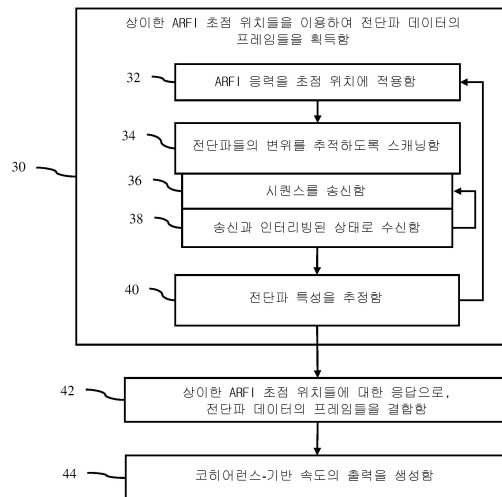 상이한 ARFI 초점 위치들을 이용하여 전단파 데이터의
프레임들을 획득함
32
ARFI 응력을 초점 위치에 적용함
34
전단파들의 변위를 추적하도록 스캐닝함
30
36
시퀀스를 송신함
38
송신과 인터리빙된 상태로 수신함
40
전단파 특성을 추정함
42
상이한 ARFI 초점 위치들에 대한 응답으로,
전단파 데이터의 프레임들을 결합함
44
코히어런스-기반 속도의 출력을 생성함